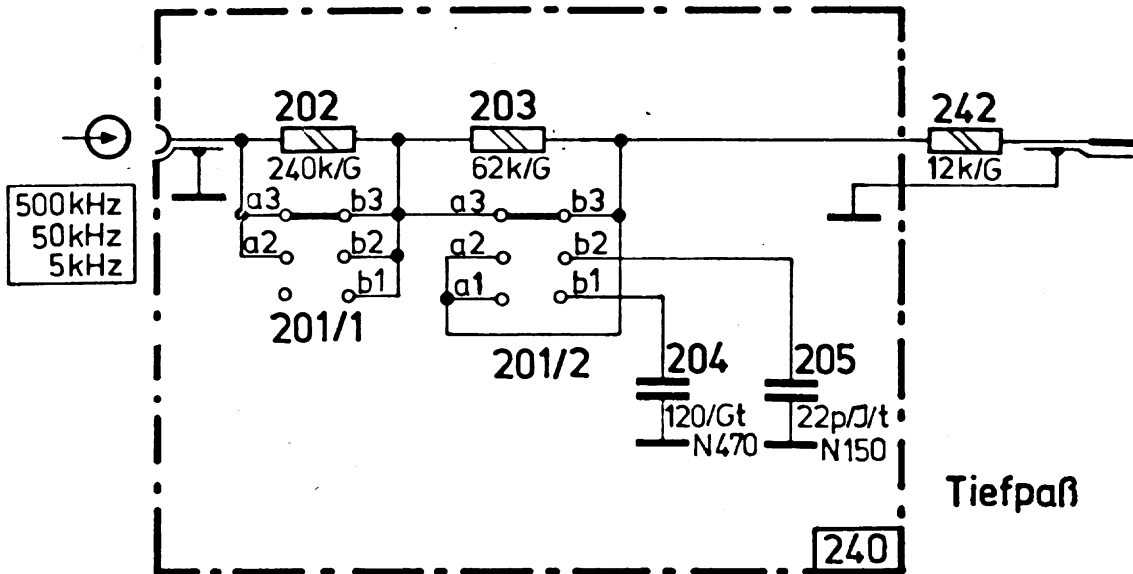 202
203
242
240k/G
62k/G
12k/G
500kHz
50kHz
5kHz
a3
b3
a3
b3
a2
b2
a2
b2
b1
a1
b1
201/1
201/2
204
205
120/Gt
N470
22p/J/t
N150
Tiefpaß
240